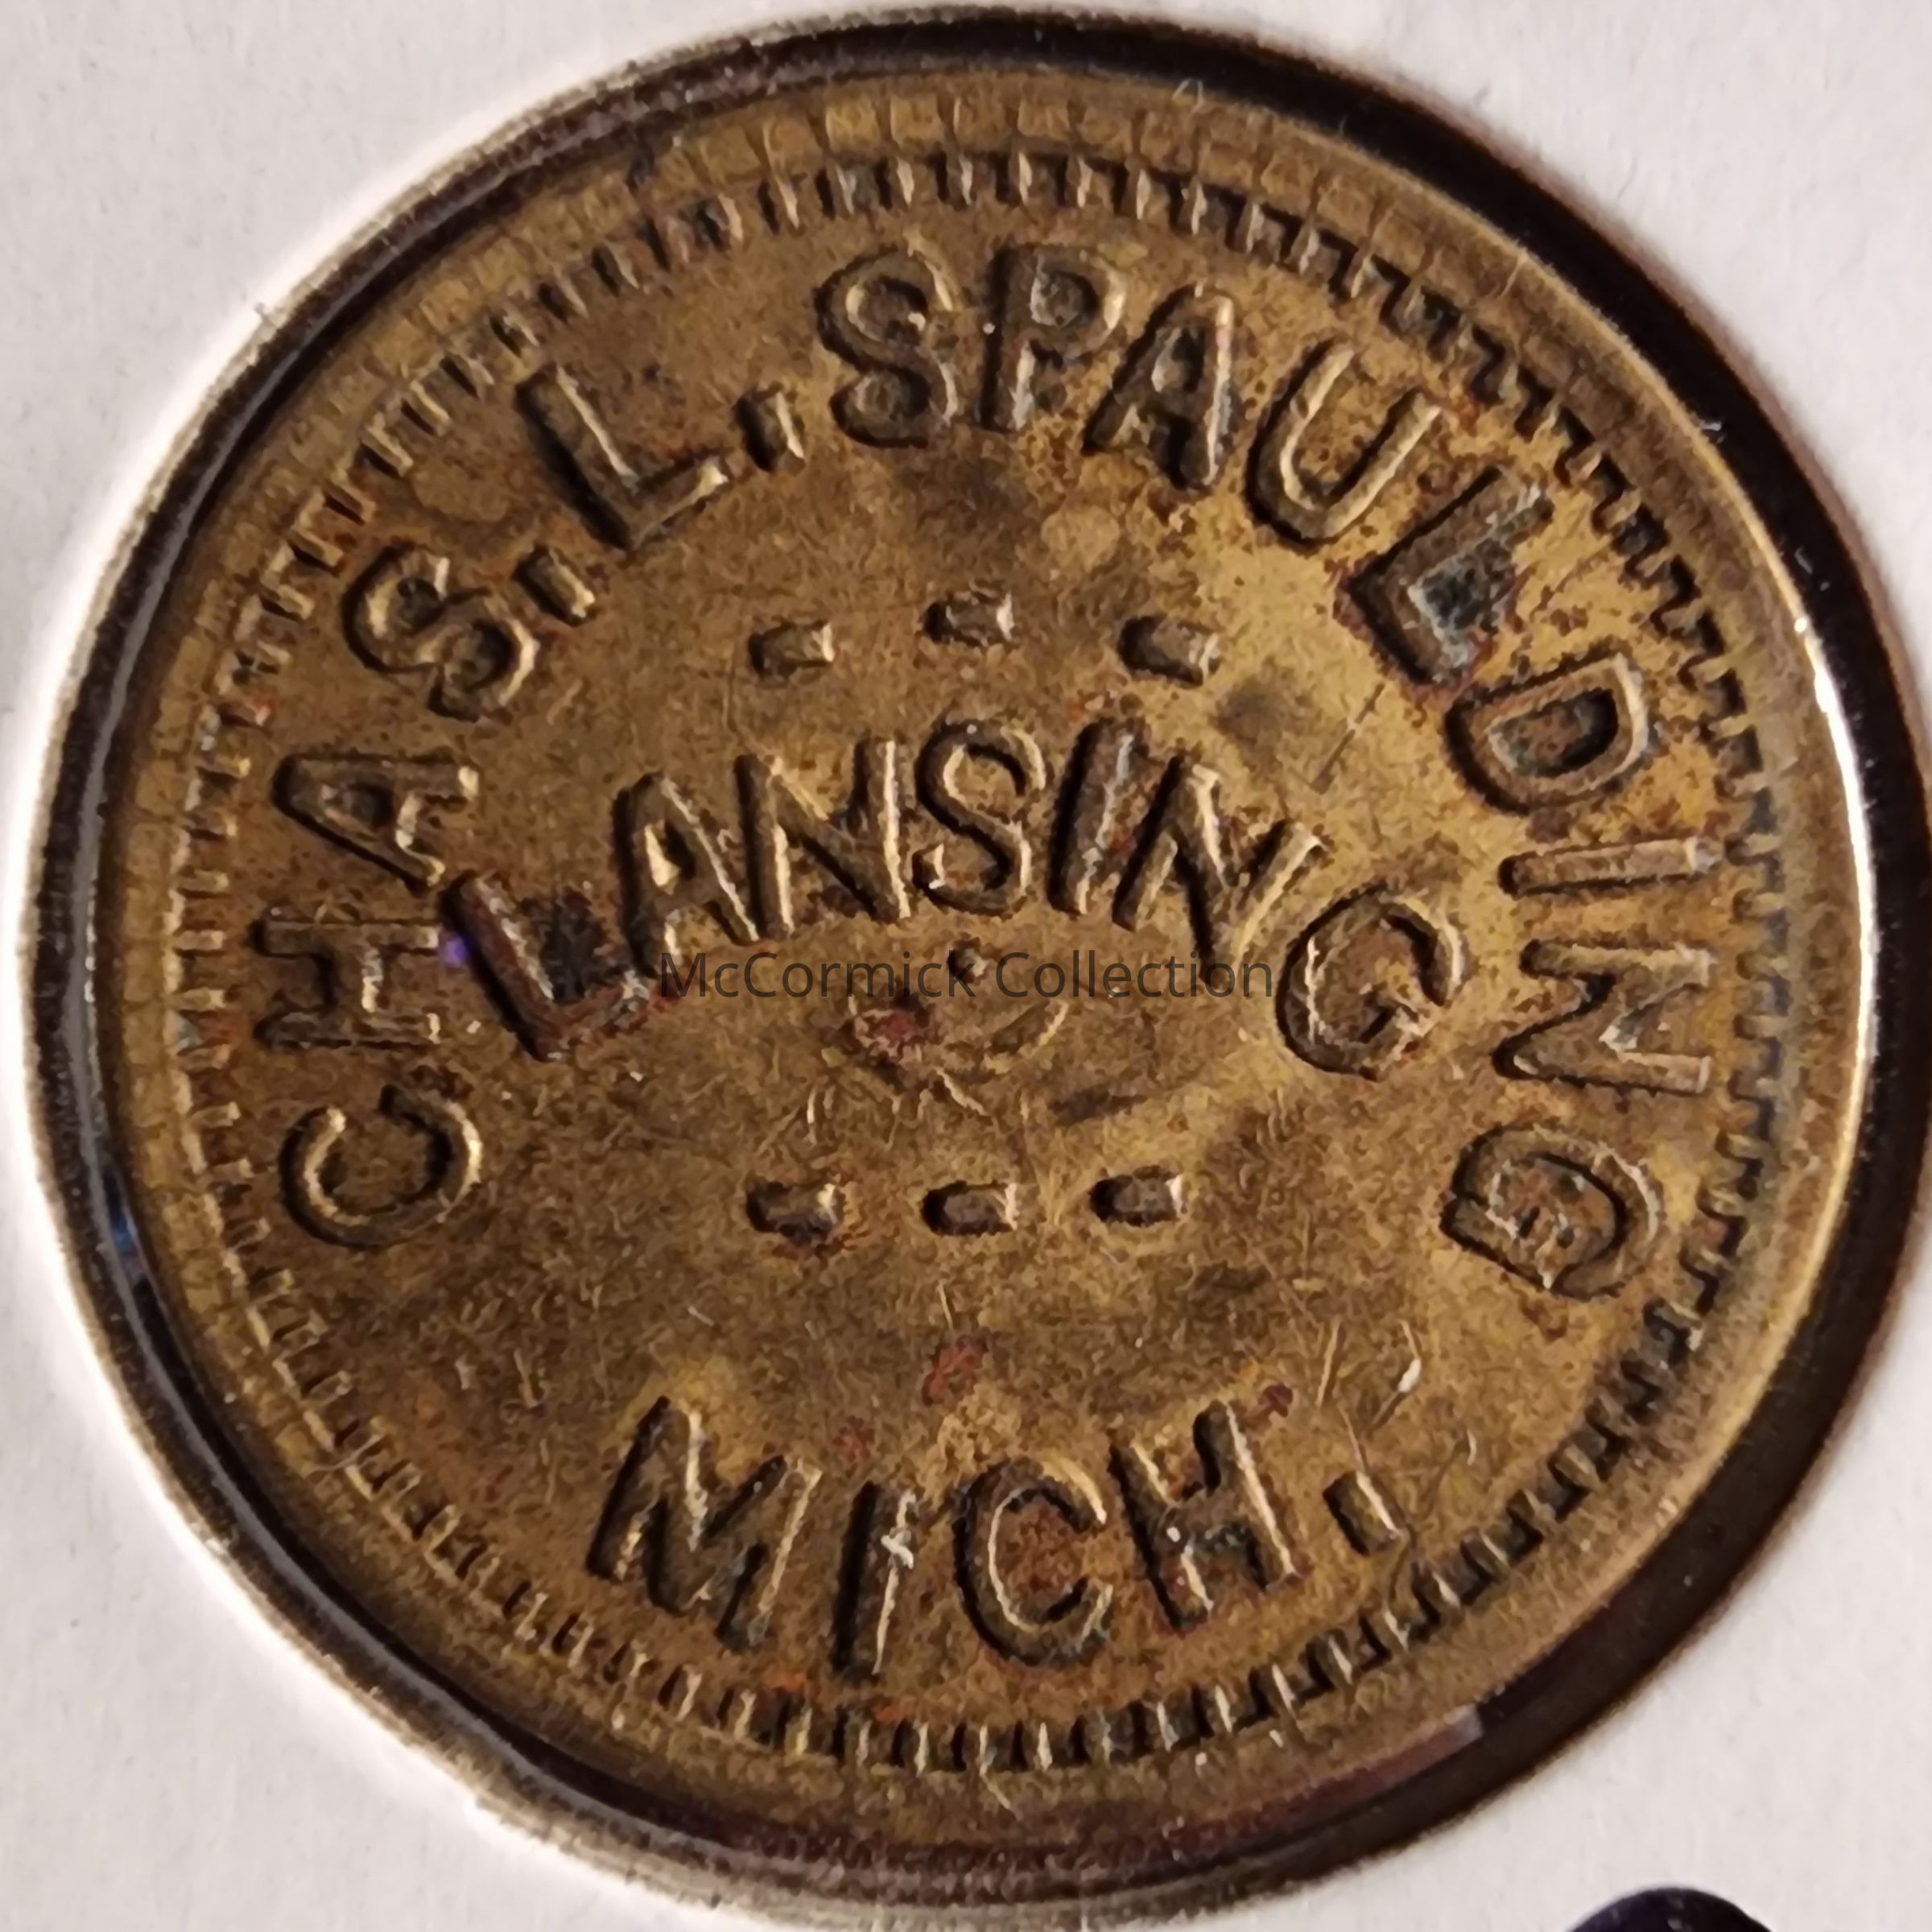 CHAS. L. SPAULDING
LANSING
McCormick Collection
MICH.